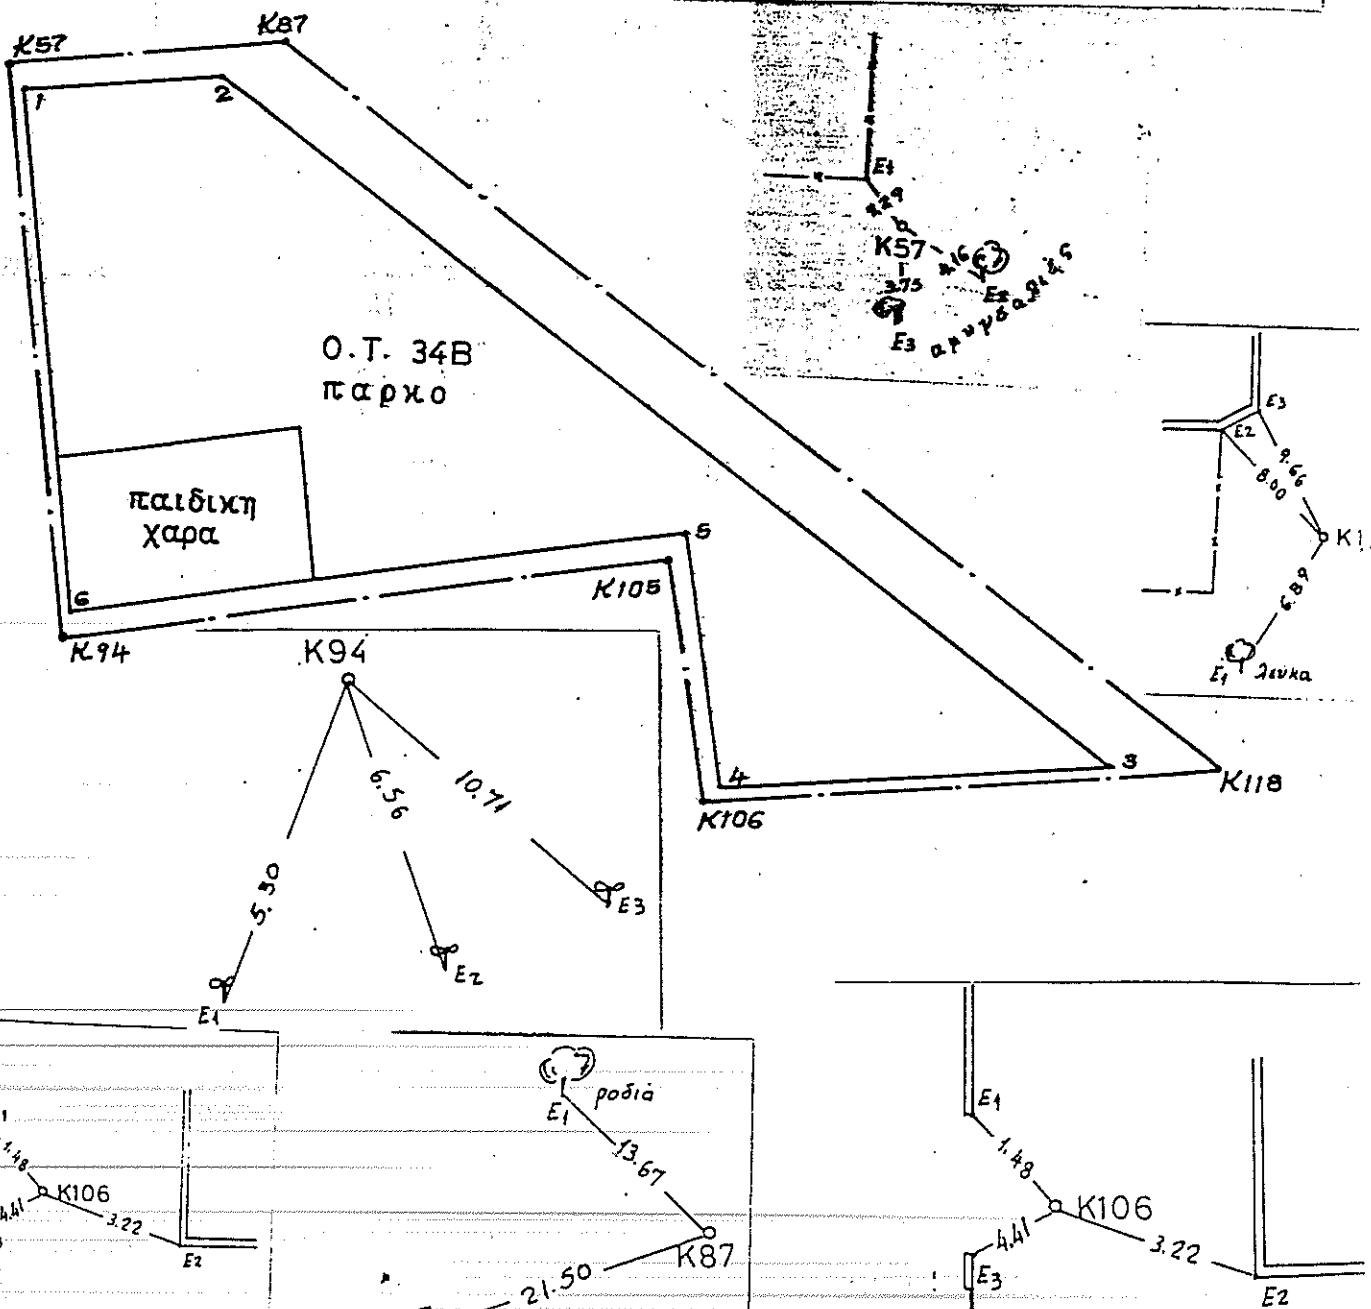 K57
K87
1
2
Ο.Τ. 34Β
παρκο
παιδικη
χαρα
5
6
K105
K94
4
3
K106
K118
E1
2.29
K57
4.16
3.75
E2
E3
αμυγδαλιές
E3
E2
9.66
8.00
6.89
E1
λεύκα
K94
5.30
6.56
10.71
E1
E2
E3
1.48
4.41
K106
3.22
E2
E1
ροδιά
13.67
K87
21.50
E1
1.48
K106
4.41
3.22
E3
E2